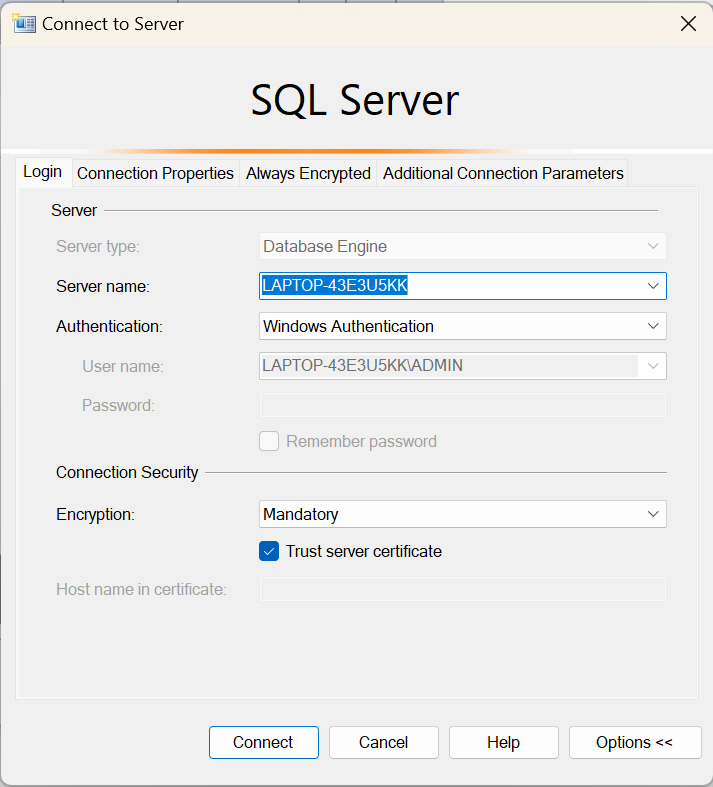 Connect to Server
SQL Server
Login Connection Properties Always Encrypted Additional Connection Parameters
Server
Server type: Database Engine
Server name: LAPTOP-43E3U5KK
Authentication: Windows Authentication
User name: LAPTOP-43E3U5KK\ADMIN
Password:
Remember password
Connection Security
Encryption: Mandatory
Trust server certificate
Host name in certificate:
Connect Cancel Help Options <<